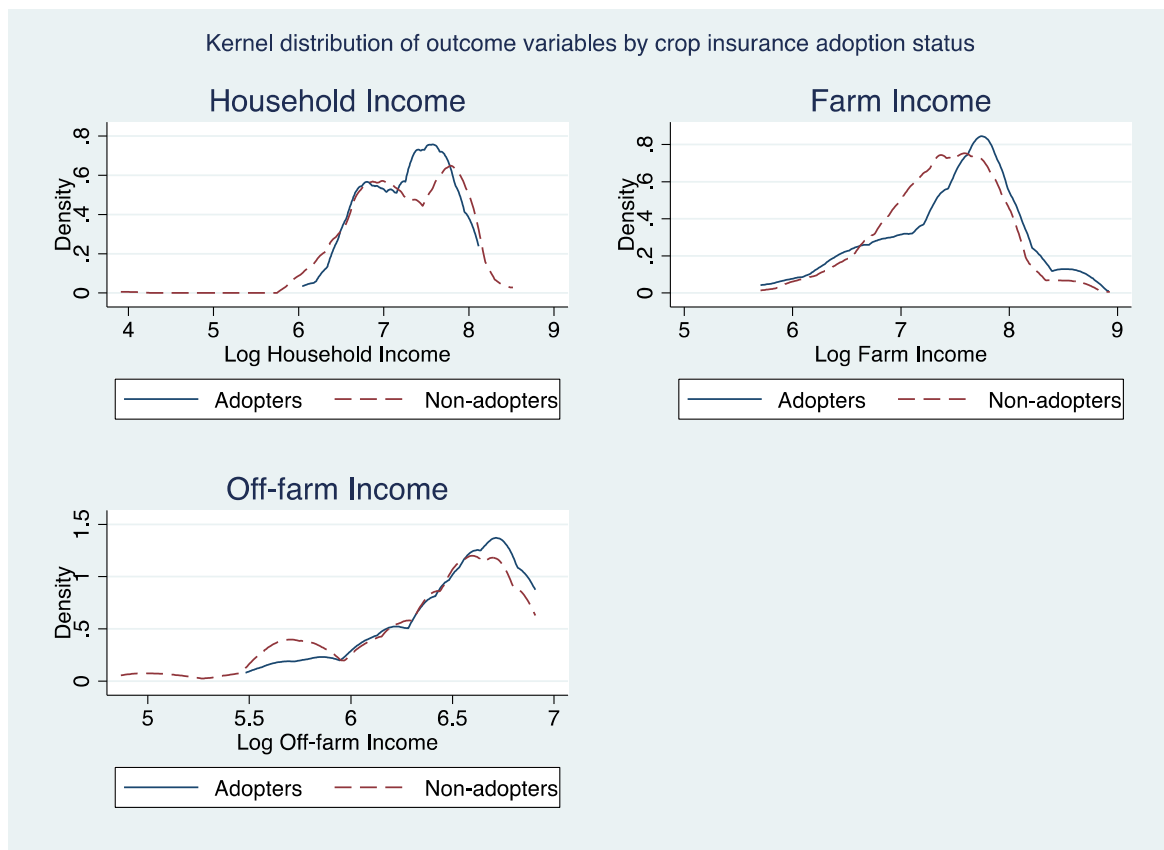 Kernel distribution of outcome variables by crop insurance adoption status
Household Income
Density
0 .2 .4 .6 .8
4 5 6 7 8 9
Log Household Income
Adopters Non-adopters
Farm Income
Density
0 .2 .4 .6 .8
5 6 7 8 9
Log Farm Income
Adopters Non-adopters
Off-farm Income
Density
0 .5 1 1.5
5 5.5 6 6.5 7
Log Off-farm Income
Adopters Non-adopters